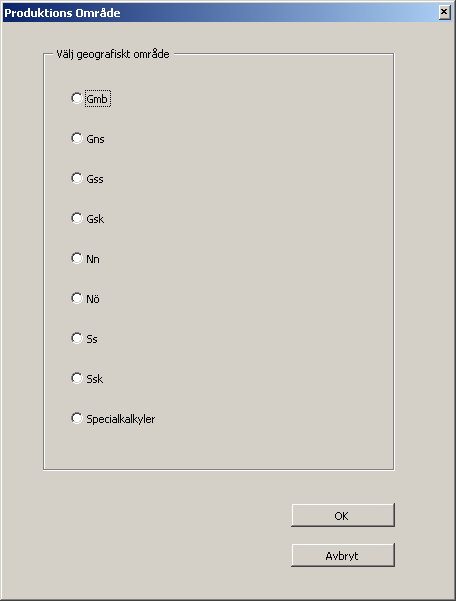 Produktions Område
Välj geografiskt område
Gmb
Gns
Gss
Gsk
Nn
Nö
Ss
Ssk
Specialkalkyler
OK
Avbryt